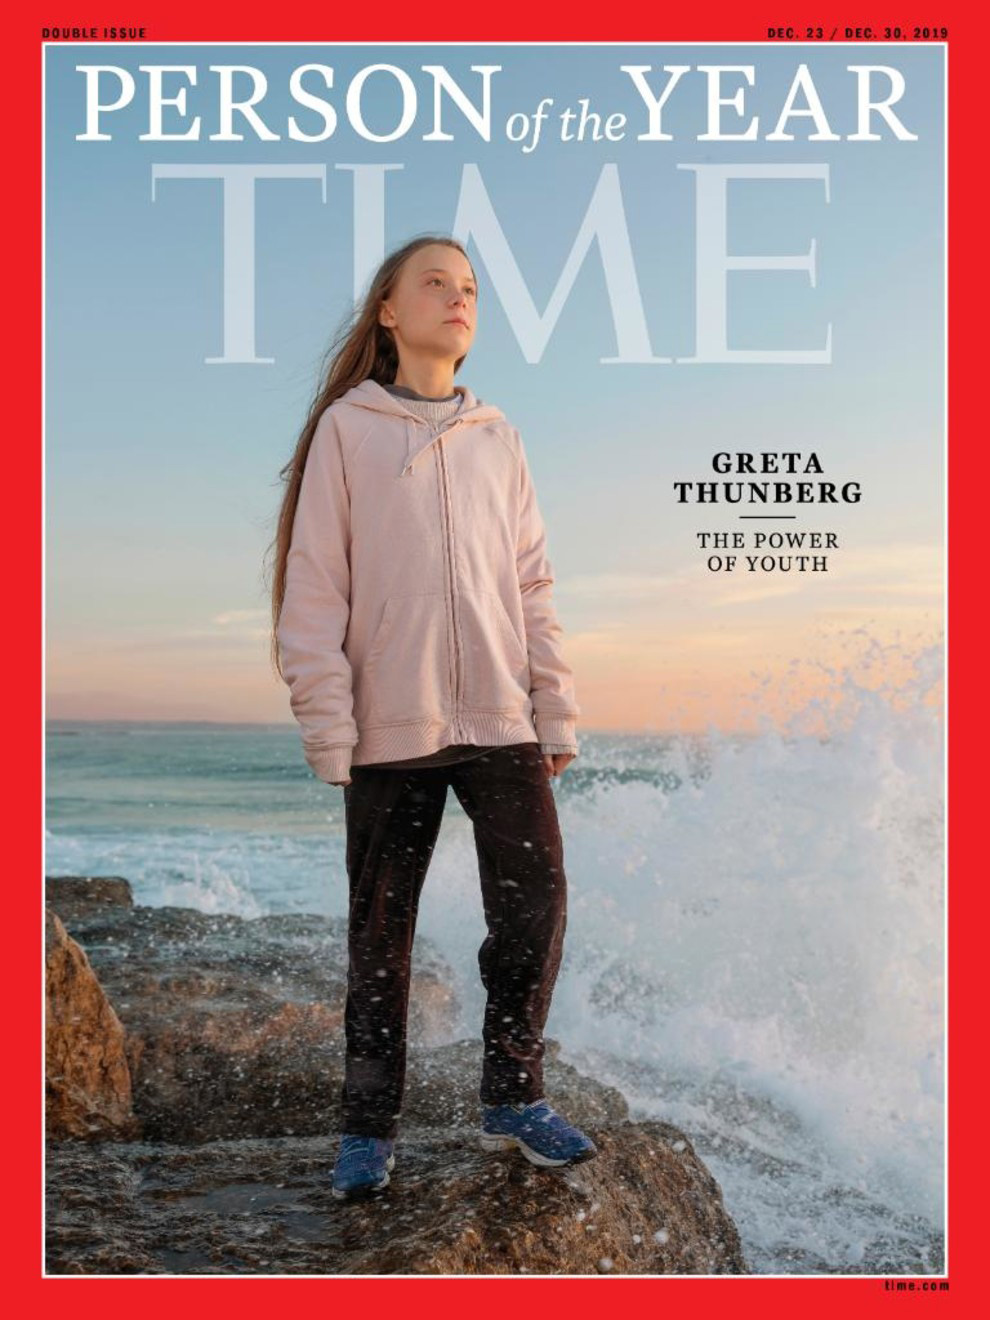 DOUBLE ISSUE
DEC. 23 / DEC. 30, 2019
PERSON of the YEAR
TIME
GRETA
THUNBERG
THE POWER
OF YOUTH
time.com